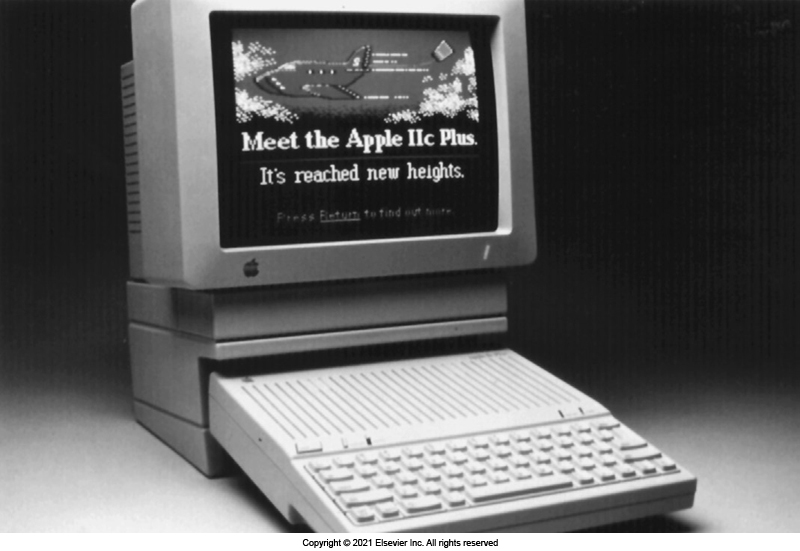 Meet the Apple IIc Plus.
It's reached new heights.
Press Return to find out more.
Copyright © 2021 Elsevier Inc. All rights reserved